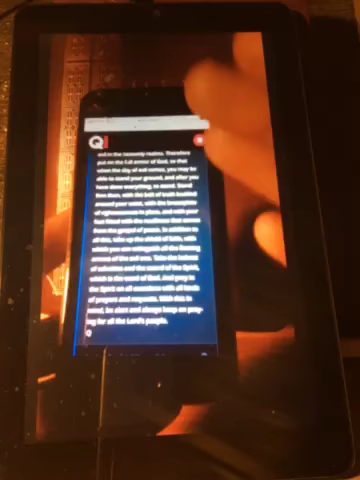 Q
evil in the heavenly realms. Therefore
put on the full armor of God, so that
when the day of evil comes, you may be
able to stand your ground, and after you
have done everything, to stand. Stand
firm then, with the belt of truth buckled
around your waist, with the breastplate
of righteousness in place, and with your
feet fitted with the readiness that comes
from the gospel of peace. In addition to
all this, take up the shield of faith, with
which you can extinguish all the flaming
arrows of the evil one. Take the helmet
of salvation and the sword of the Spirit,
which is the word of God. And pray in
the Spirit on all occasions with all kinds
of prayers and requests. With this in
mind, be alert and always keep on pray-
ing for all the Lord's people.
Q